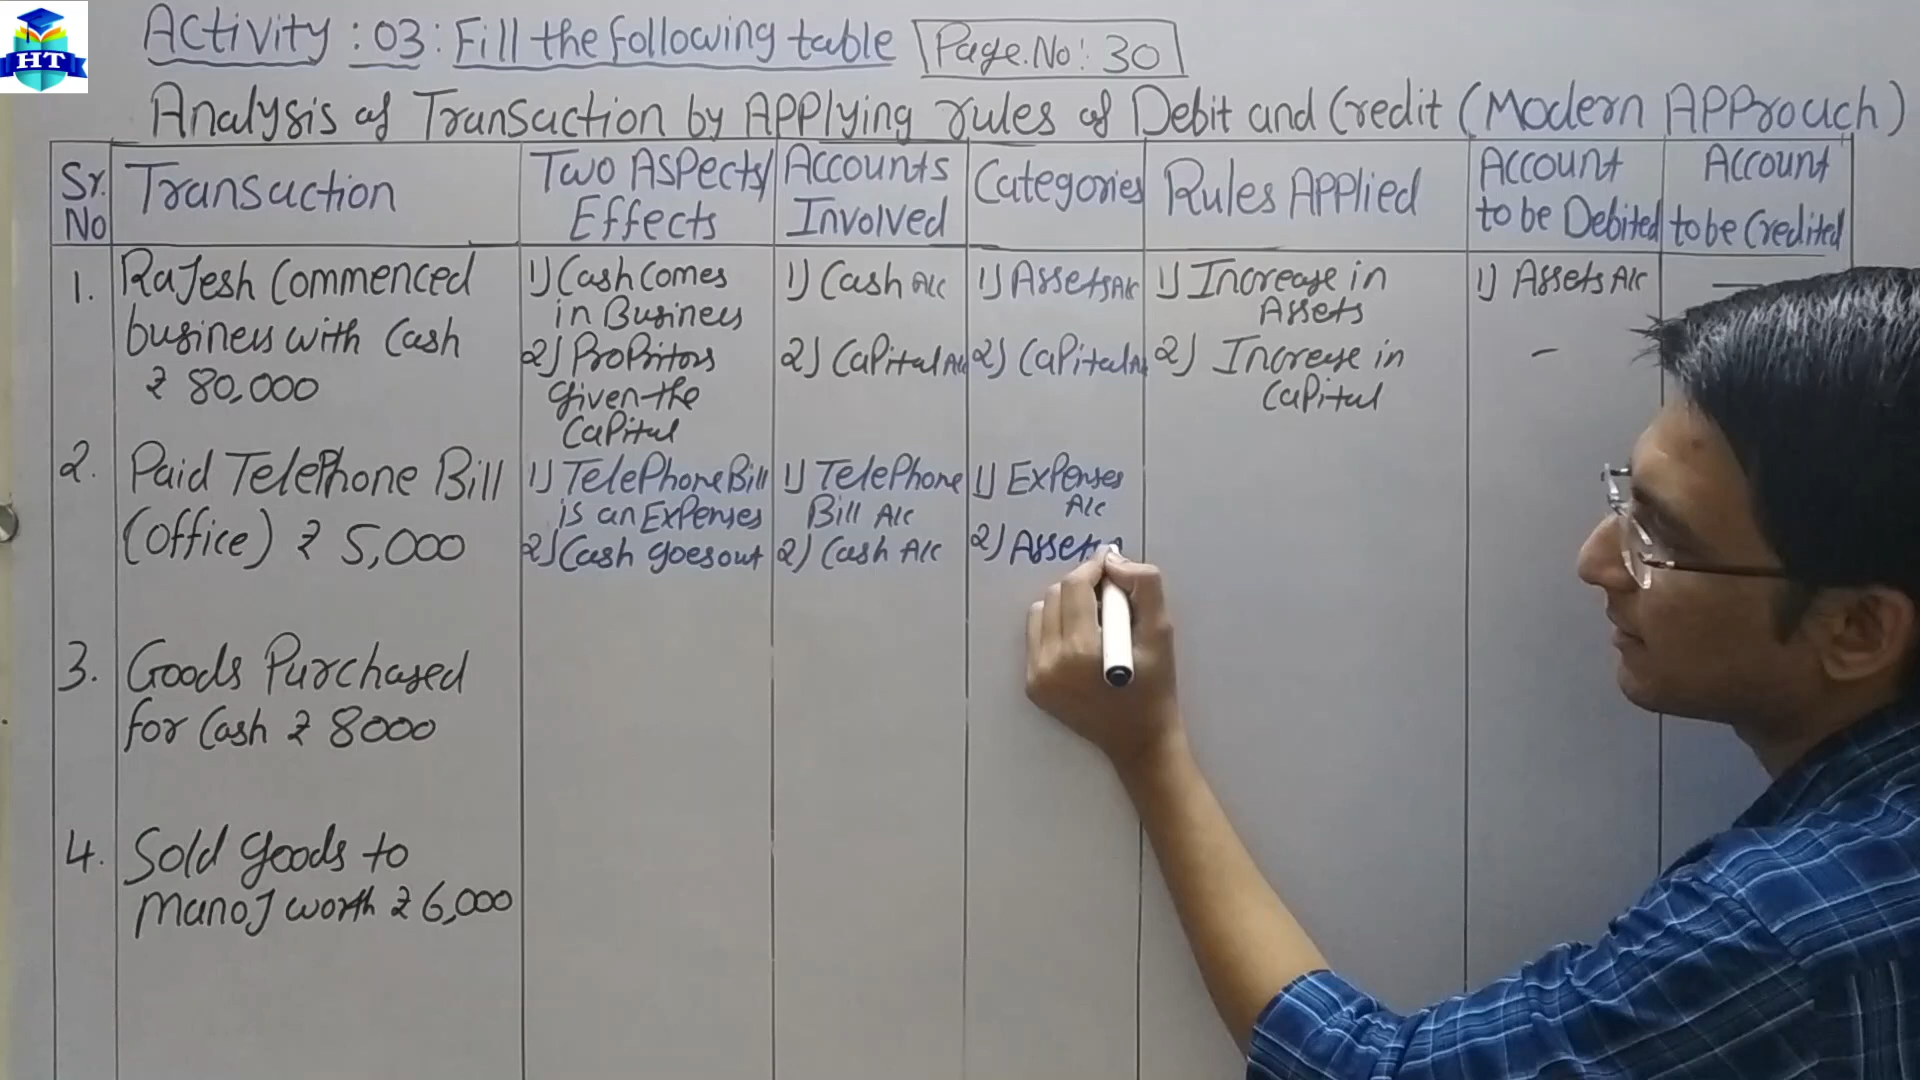 HT
Activity : 03 : Fill the following table
Page.No: 30
Analysis of Transaction by Applying rules of Debit and Credit (Modern Approach)
Sr. No
Transaction
Two Aspects/
Effects
Accounts
Involved
Categories
Rules Applied
Account
to be Debited
Account
to be Credited
1.
Rajesh Commenced
business with Cash
₹ 80,000
1) Cash Comes
in Business
2) Propritors
given the
Capital
1) Cash A/c
2) Capital A/c
1) Assets A/c
2) Capital A/c
1) Increase in
Assets
2) Increase in
Capital
1) Assets A/c
-
—
2.
Paid Telephone Bill
(Office) ₹ 5,000
1) Telephone Bill
is an Expenses
2) Cash goes out
1) Telephone
Bill A/c
2) Cash A/c
1) Expenses
A/c
2) Assets
3.
Goods Purchased
for Cash ₹ 8000
4.
Sold goods to
Manoj worth ₹ 6,000